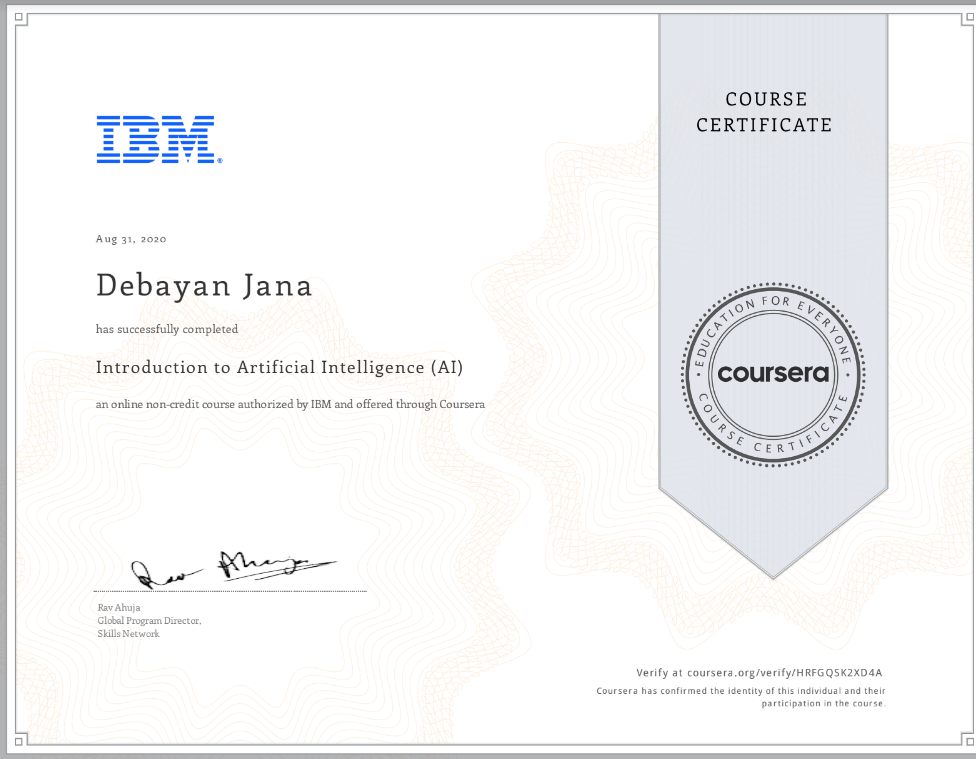 COURSE
CERTIFICATE
IBM®
Aug 31, 2020
Debayan Jana
has successfully completed
Introduction to Artificial Intelligence (AI)
an online non-credit course authorized by IBM and offered through Coursera
EDUCATION FOR EVERYONE
coursera
COURSE CERTIFICATE
Rav Ahuja
Rav Ahuja
Global Program Director,
Skills Network
Verify at coursera.org/verify/HRFGQSK2XD4A
Coursera has confirmed the identity of this individual and their
participation in the course.